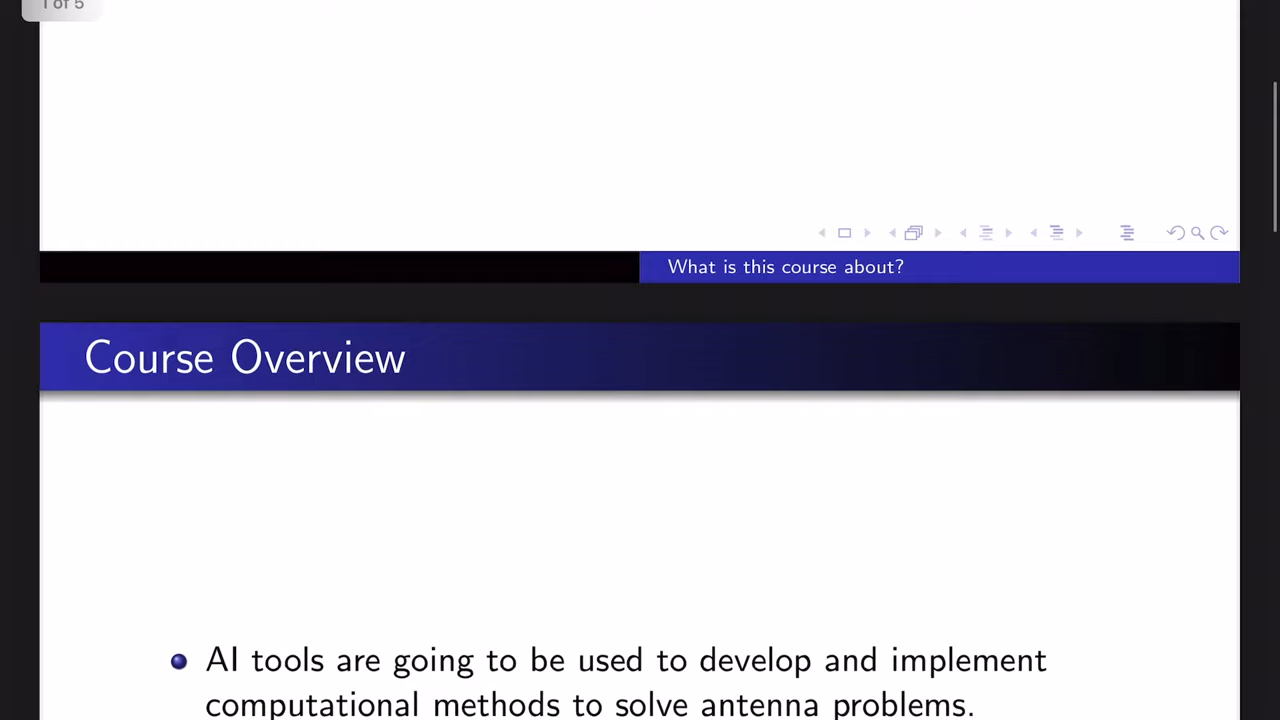 1 of 5
What is this course about?
Course Overview
AI tools are going to be used to develop and implement
computational methods to solve antenna problems.